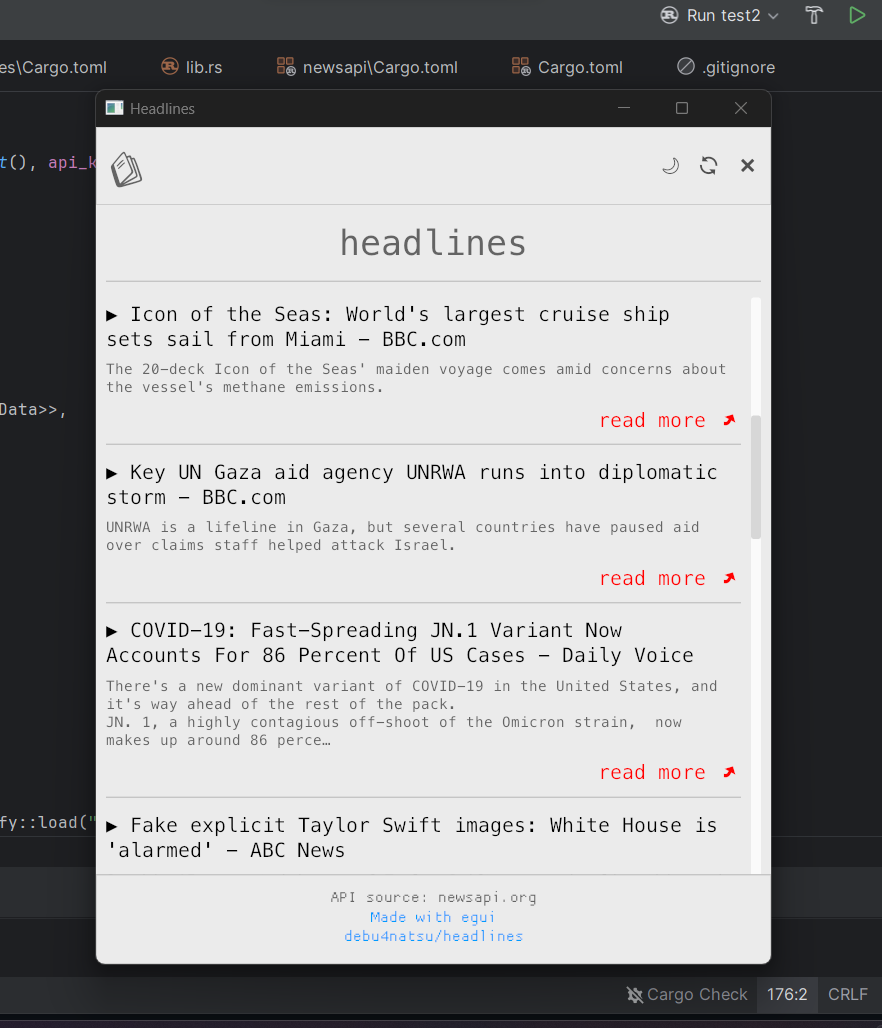 Run test2
es\Cargo.toml lib.rs newsapi\Cargo.toml Cargo.toml .gitignore
Headlines
t(), api_k
headlines
▶ Icon of the Seas: World's largest cruise ship
sets sail from Miami - BBC.com
The 20-deck Icon of the Seas' maiden voyage comes amid concerns about
the vessel's methane emissions.
read more
Data>>,
▶ Key UN Gaza aid agency UNRWA runs into diplomatic
storm - BBC.com
UNRWA is a lifeline in Gaza, but several countries have paused aid
over claims staff helped attack Israel.
read more
▶ COVID-19: Fast-Spreading JN.1 Variant Now
Accounts For 86 Percent Of US Cases - Daily Voice
There's a new dominant variant of COVID-19 in the United States, and
it's way ahead of the rest of the pack.
JN. 1, a highly contagious off-shoot of the Omicron strain,  now
makes up around 86 perce…
read more
fy::load("
▶ Fake explicit Taylor Swift images: White House is
'alarmed' - ABC News
API source: newsapi.org
Made with egui
debu4natsu/headlines
Cargo Check 176:2 CRLF